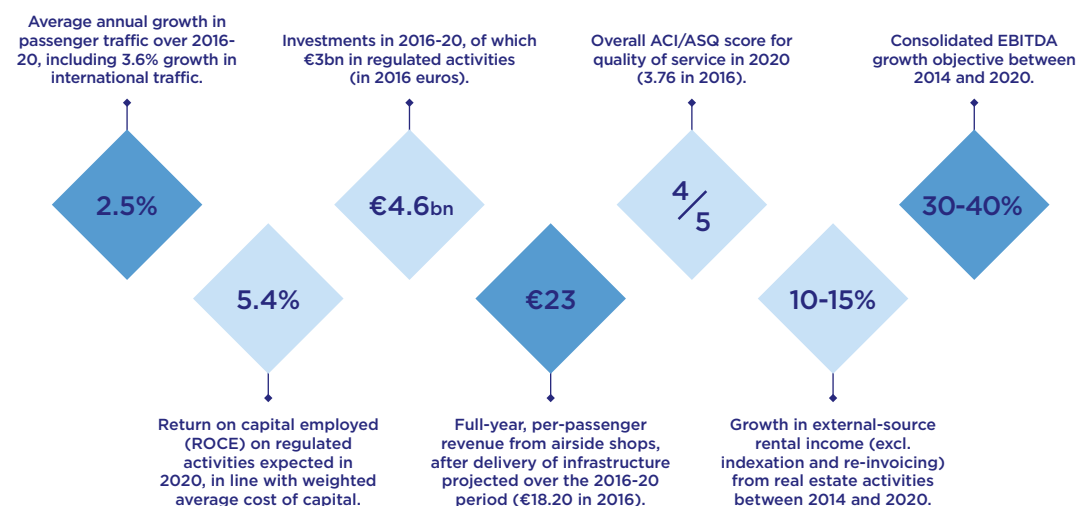 Average annual growth in
passenger traffic over 2016-
20, including 3.6% growth in
international traffic.
2.5%
5.4%
Return on capital employed
(ROCE) on regulated
activities expected in
2020, in line with weighted
average cost of capital.
Investments in 2016-20, of which
€3bn in regulated activities
(in 2016 euros).
€4.6bn
€23
Full-year, per-passenger
revenue from airside shops,
after delivery of infrastructure
projected over the 2016-20
period (€18.20 in 2016).
Overall ACI/ASQ score for
quality of service in 2020
(3.76 in 2016).
4/5
10-15%
Growth in external-source
rental income (excl.
indexation and re-invoicing)
from real estate activities
between 2014 and 2020.
Consolidated EBITDA
growth objective between
2014 and 2020.
30-40%